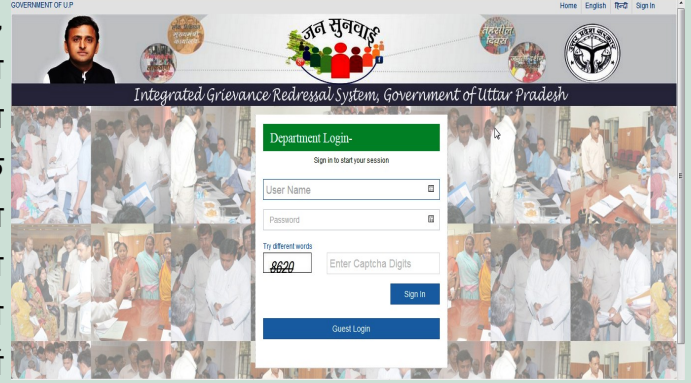 GOVERNMENT OF U:P
Home English हिन्दी Sign In
जन सुनवाई
तहसील दिवस
Integrated Grievance Redressal System, Government of Uttar Pradesh
Department Login-
Sign in to start your session
User Name
Password
Try different words
8620
Enter Captcha Digits
Sign In
Guest Login